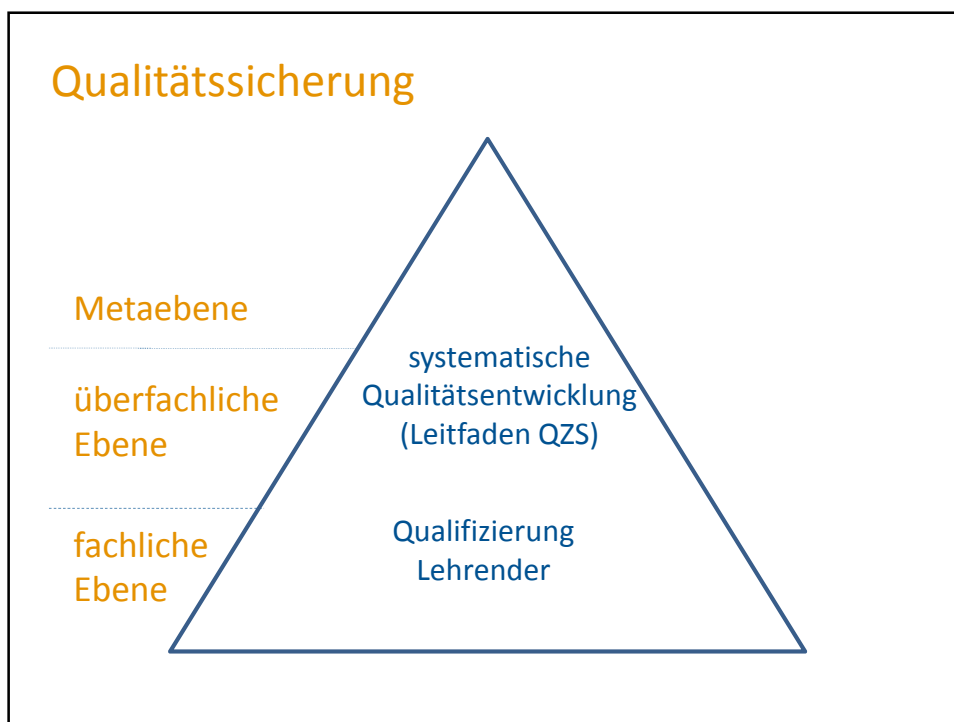 Qualitätssicherung
Metaebene
systematische
Qualitätsentwicklung
(Leitfaden QZS)
überfachliche
Ebene
Qualifizierung
Lehrender
fachliche
Ebene